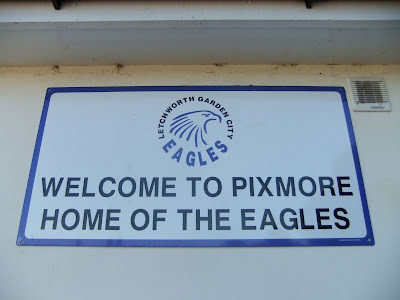 LETCHWORTH GARDEN CITY
EAGLES
WELCOME TO PIXMORE
HOME OF THE EAGLES